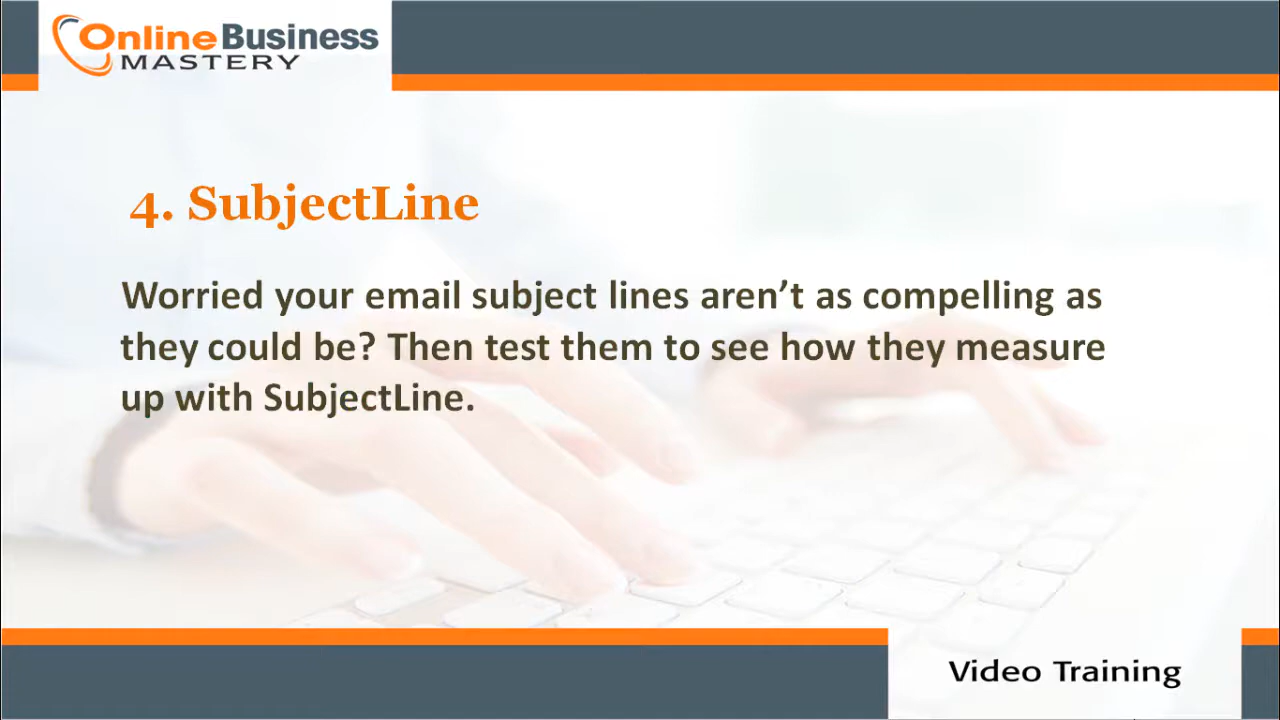 Online Business
MASTERY
4. SubjectLine
Worried your email subject lines aren’t as compelling as
they could be? Then test them to see how they measure
up with SubjectLine.
Video Training